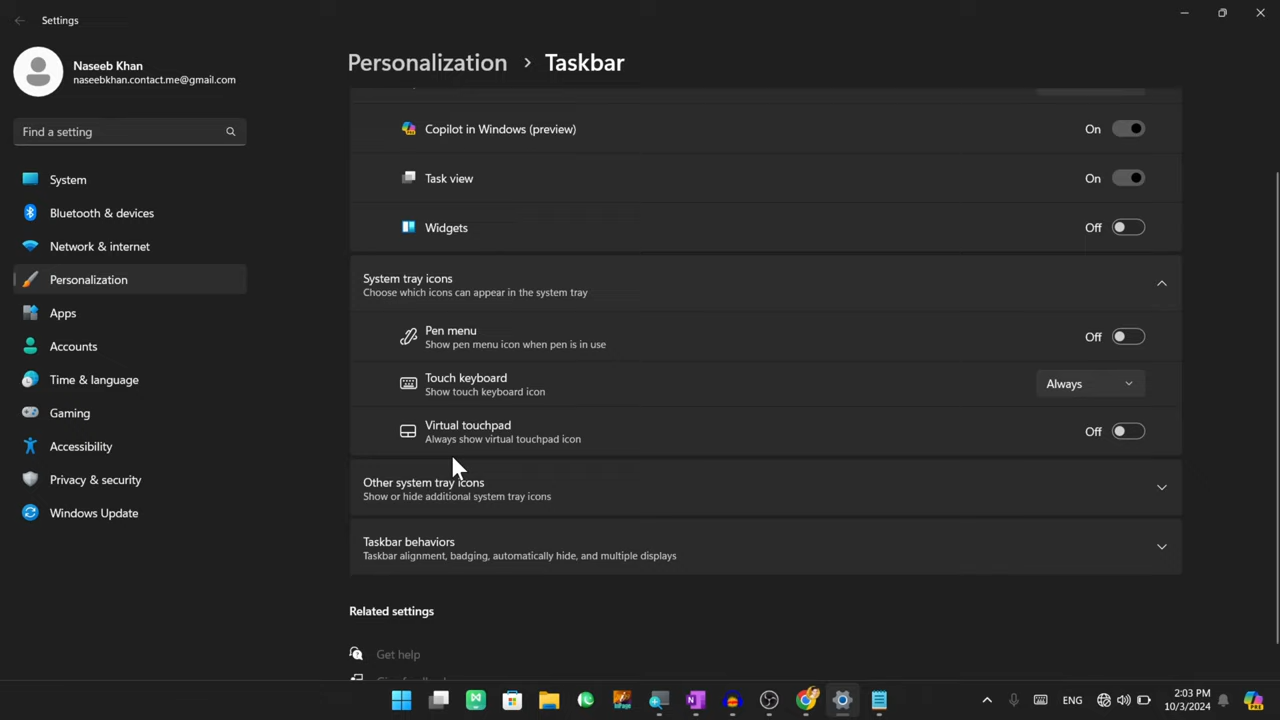 Settings
Naseeb Khan
naseebkhan.contact.me@gmail.com
Find a setting
System
Bluetooth & devices
Network & internet
Personalization
Apps
Accounts
Time & language
Gaming
Accessibility
Privacy & security
Windows Update
Personalization > Taskbar
Copilot in Windows (preview) On
Task view On
Widgets Off
System tray icons
Choose which icons can appear in the system tray
Pen menu
Show pen menu icon when pen is in use
Off
Touch keyboard
Show touch keyboard icon
Always
Virtual touchpad
Always show virtual touchpad icon
Off
Other system tray icons
Show or hide additional system tray icons
Taskbar behaviors
Taskbar alignment, badging, automatically hide, and multiple displays
Related settings
Get help
ENG
2:03 PM
10/3/2024